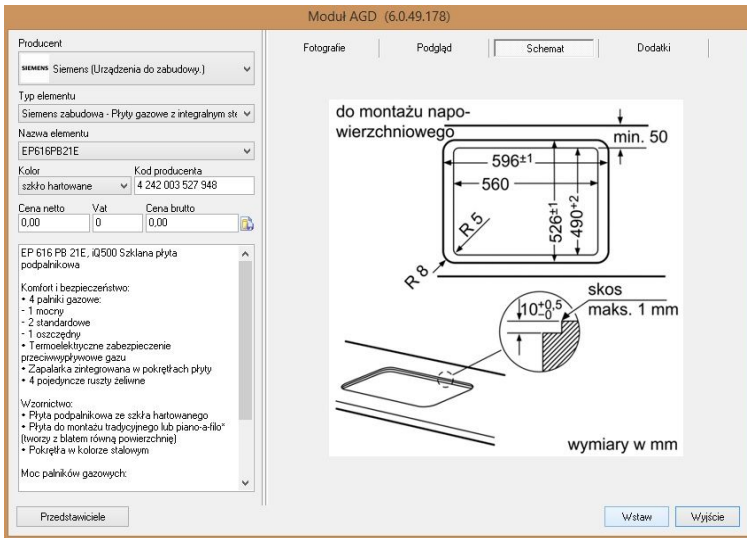 Moduł AGD (6.0.49.178)
Producent
SIEMENS Siemens (Urządzenia do zabudowy.)
Typ elementu
Siemens zabudowa - Płyty gazowe z integralnym ste
Nazwa elementu
EP616PB21E
Kolor Kod producenta
szkło hartowane 4 242 003 527 948
Cena netto Vat Cena brutto
0,00 0 0,00
EP 616 PB 21E, iQ500 Szklana płyta
podpalnikowa
Komfort i bezpieczeństwo:
• 4 palniki gazowe:
- 1 mocny
- 2 standardowe
- 1 oszczędny
• Termoelektryczne zabezpieczenie
przeciwwypływowe gazu
• Zapalarka zintegrowana w pokrętłach płyty
• 4 pojedyncze ruszty żeliwne
Wzornictwo:
• Płyta podpalnikowa ze szkła hartowanego
• Płyta do montażu tradycyjnego lub piano-a-filo*
(tworzy z blatem równą powierzchnię)
• Pokrętła w kolorze stalowym
Moc palników gazowych:
Przedstawiciele
Fotografie Podgląd Schemat Dodatki
do montażu napo-
wierzchniowego
min. 50
596±1
560
526±1
490+2
R 5
R 8
10+0,5
-0
skos
maks. 1 mm
wymiary w mm
Wstaw Wyjście